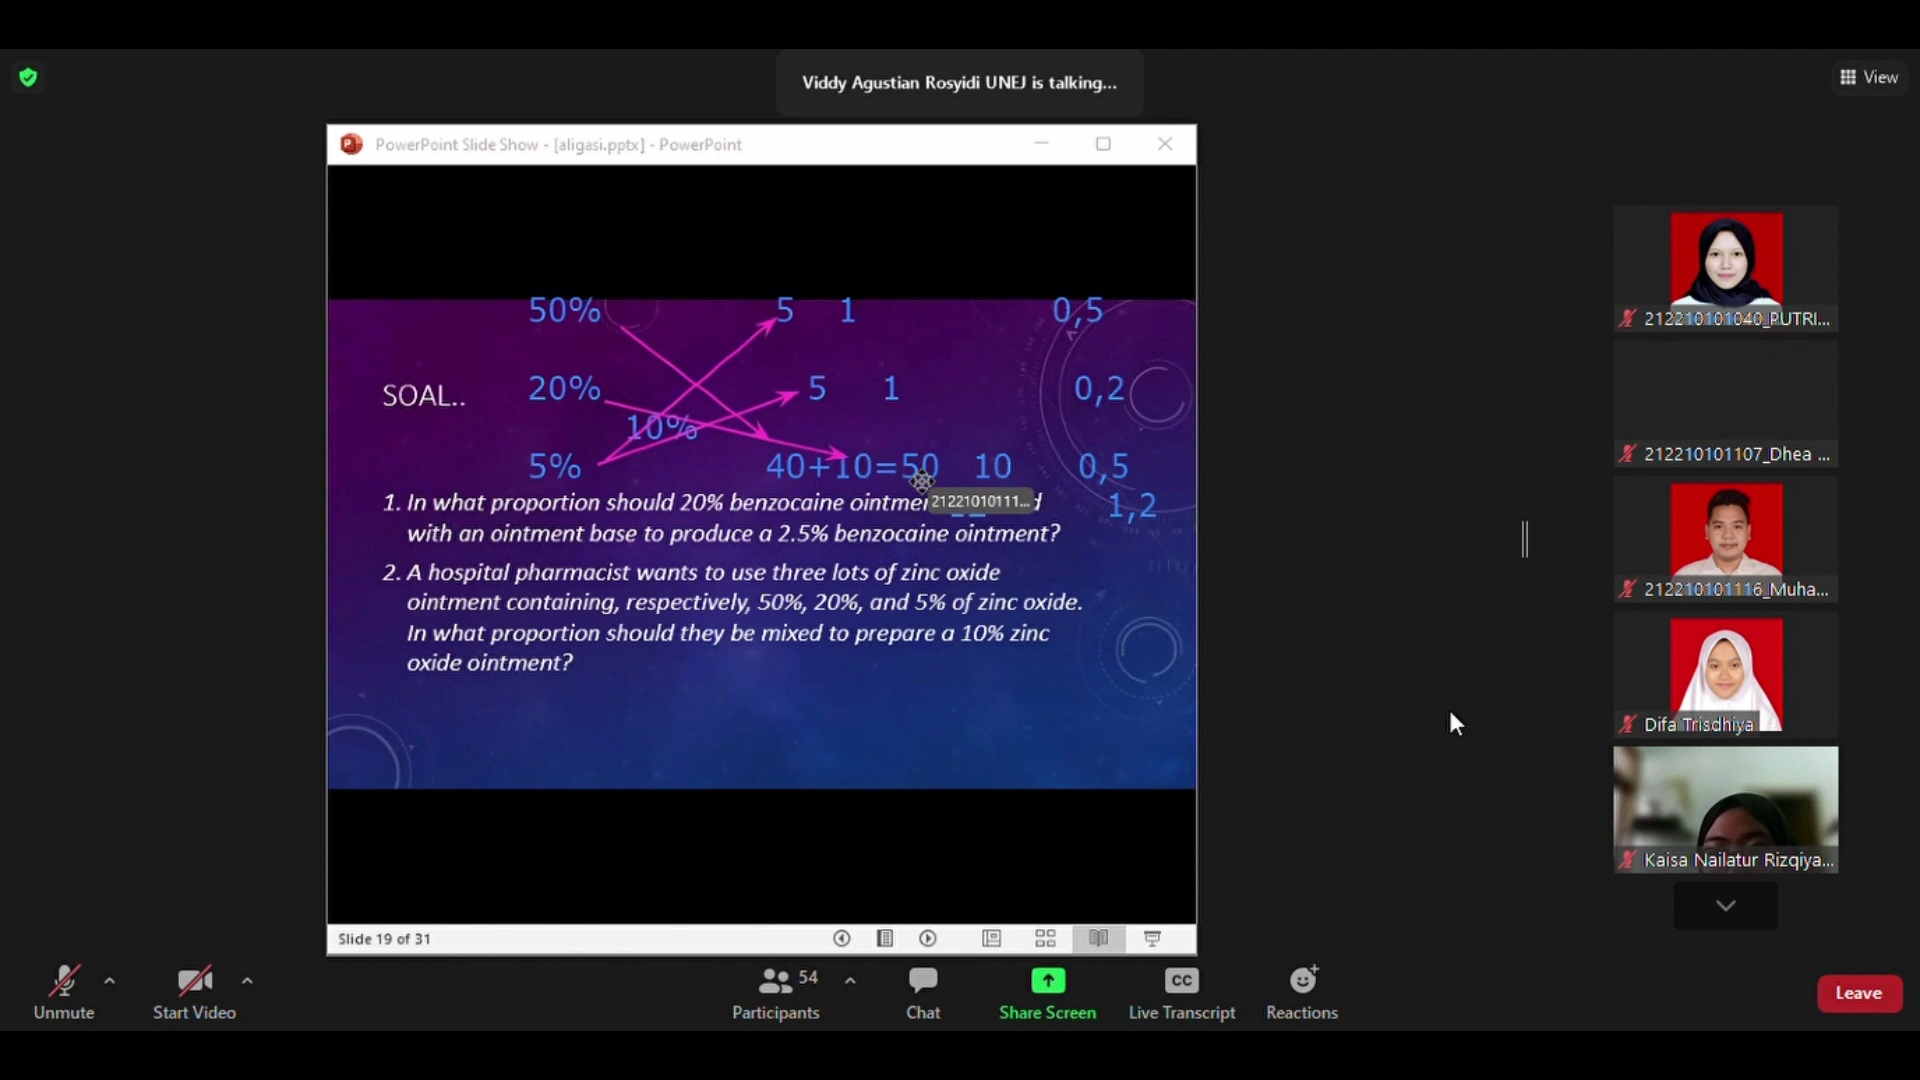 Viddy Agustian Rosyidi UNEJ is talking...
View
PowerPoint Slide Show - [aligasi.pptx] - PowerPoint
50% 5 1 0,5
SOAL.. 20% 5 1 0,2
10%
5% 40+10=50 10 0,5
1,2
1. In what proportion should 20% benzocaine
with an ointment base to produce a 2.5% benzocaine ointment?
21221010111...
2. A hospital pharmacist wants to use three lots of zinc oxide
ointment containing, respectively, 50%, 20%, and 5% of zinc oxide.
In what proportion should they be mixed to prepare a 10% zinc
oxide ointment?
Slide 19 of 31
212210101040_PUTRI...
212210101107_Dhea ...
212210101116_Muha...
Difa Trisdhiya
Kaisa Nailatur Rizqiya...
Unmute
Start Video
54
Participants
Chat
Share Screen
CC
Live Transcript
Reactions
Leave